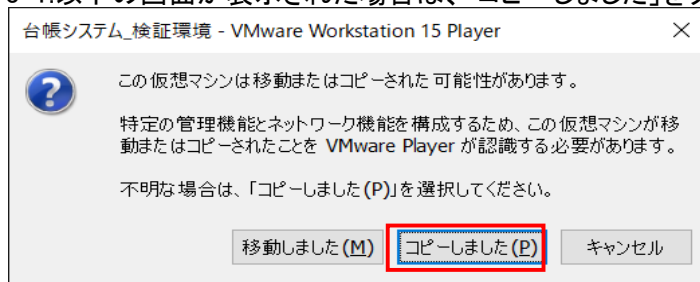 台帳システム_検証環境 - VMware Workstation 15 Player
この仮想マシンは移動またはコピーされた可能性があります。
特定の管理機能とネットワーク機能を構成するため、この仮想マシンが移
動またはコピーされたことを VMware Player が認識する必要があります。
不明な場合は、「コピーしました(P)」を選択してください。
移動しました(M) コピーしました(P) キャンセル